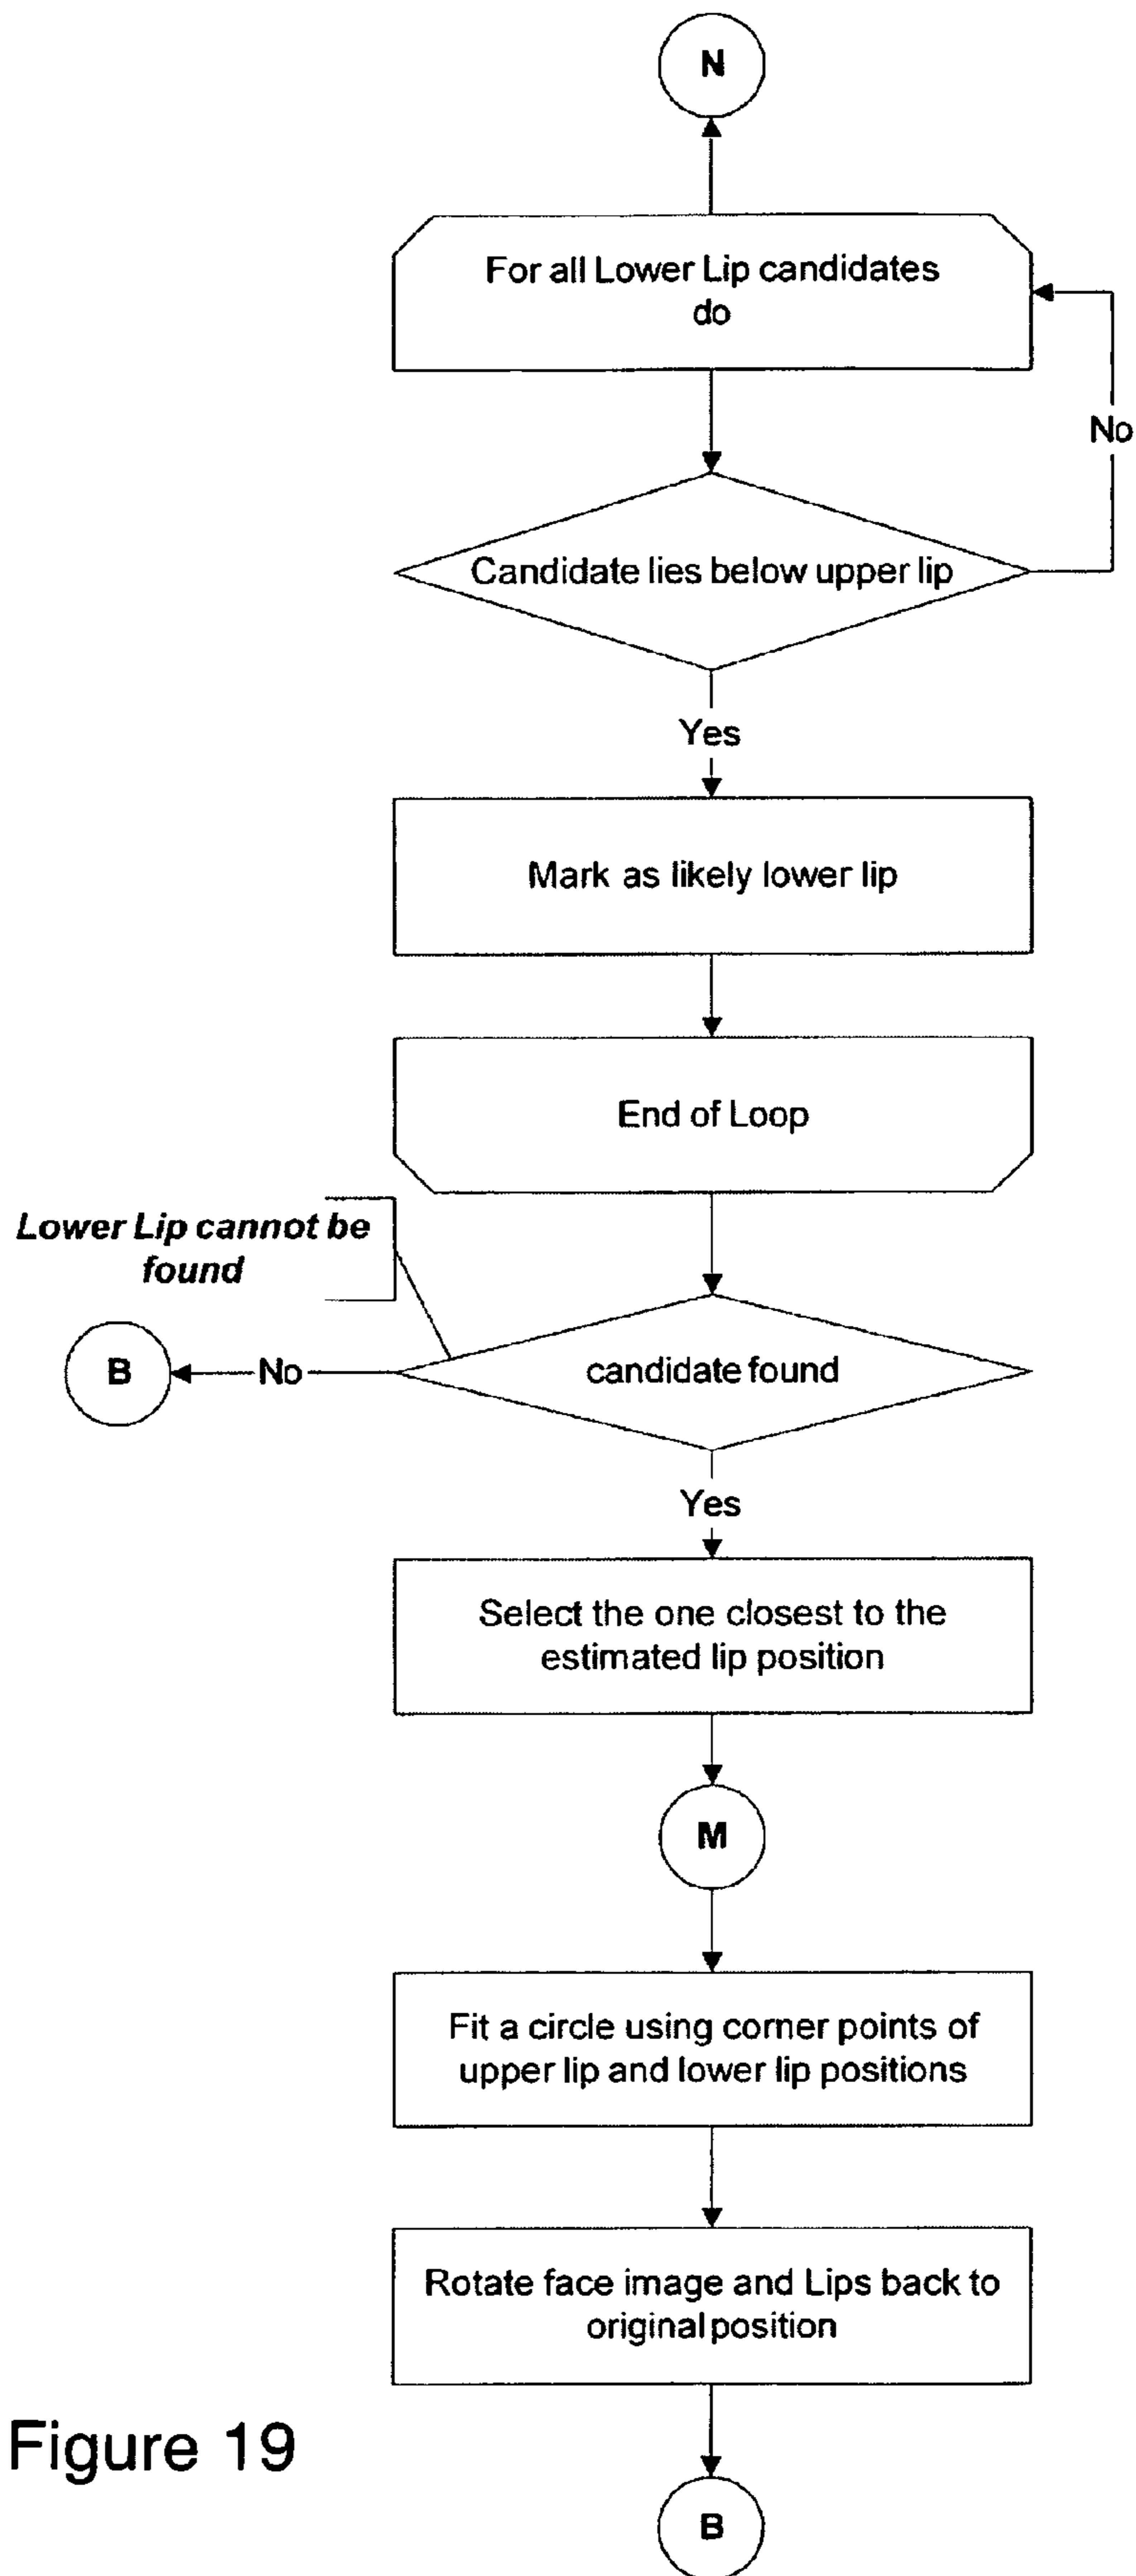 N
For all Lower Lip candidates
do
No
Candidate lies below upper lip
Yes
Mark as likely lower lip
End of Loop
Lower Lip cannot be
found
B
No
candidate found
Yes
Select the one closest to the
estimated lip position
M
Fit a circle using corner points of
upper lip and lower lip positions
Rotate face image and Lips back to
original position
Figure 19
B